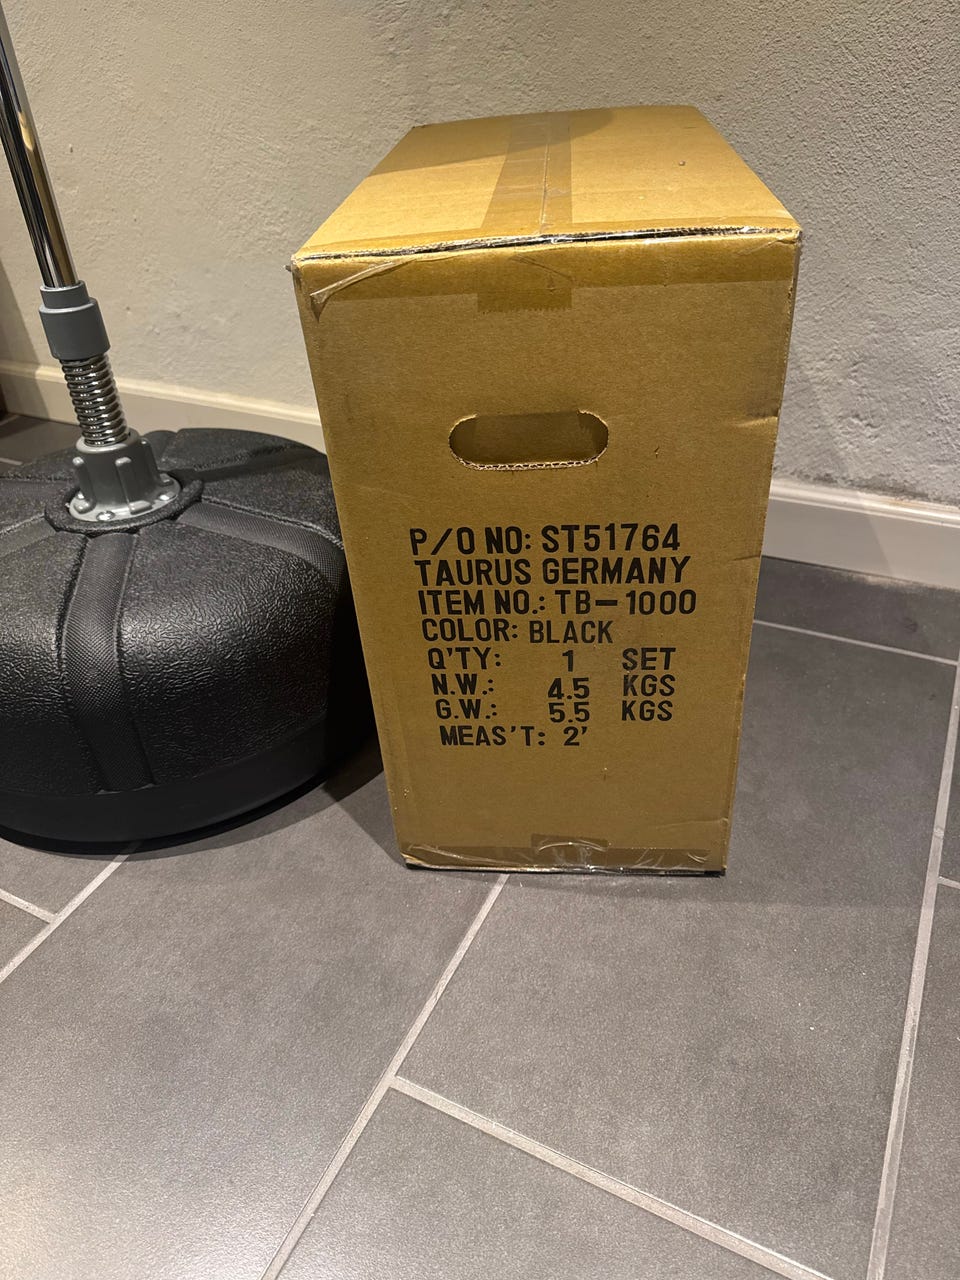 P/O NO: ST51764
TAURUS GERMANY
ITEM NO.: TB-1000
COLOR: BLACK
Q'TY: 1 SET
N.W.: 4.5 KGS
G.W.: 5.5 KGS
MEAS'T: 2'